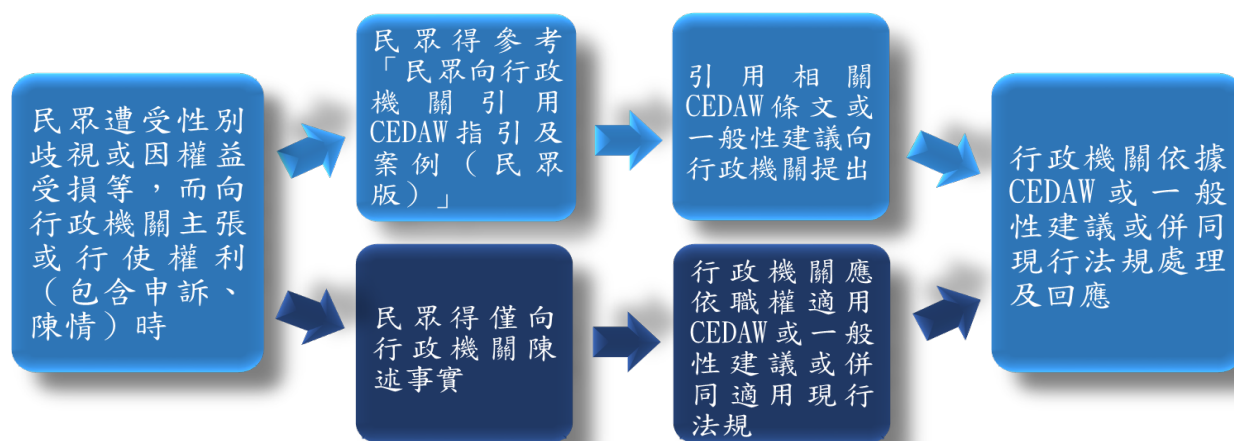 民眾遭受性別
歧視或因權益
受損等，而向
行政機關主張
或行使權利
（包含申訴、
陳情）時
民眾得參考
「民眾向行政
機關引用
CEDAW指引及
案例（民眾
版）」
引用相關
CEDAW條文或
一般性建議向
行政機關提出
民眾得僅向
行政機關陳
述事實
行政機關應
依職權適用
CEDAW或一般
性建議或併
同適用現行
法規
行政機關依據
CEDAW或一般
性建議或併同
現行法規處理
及回應